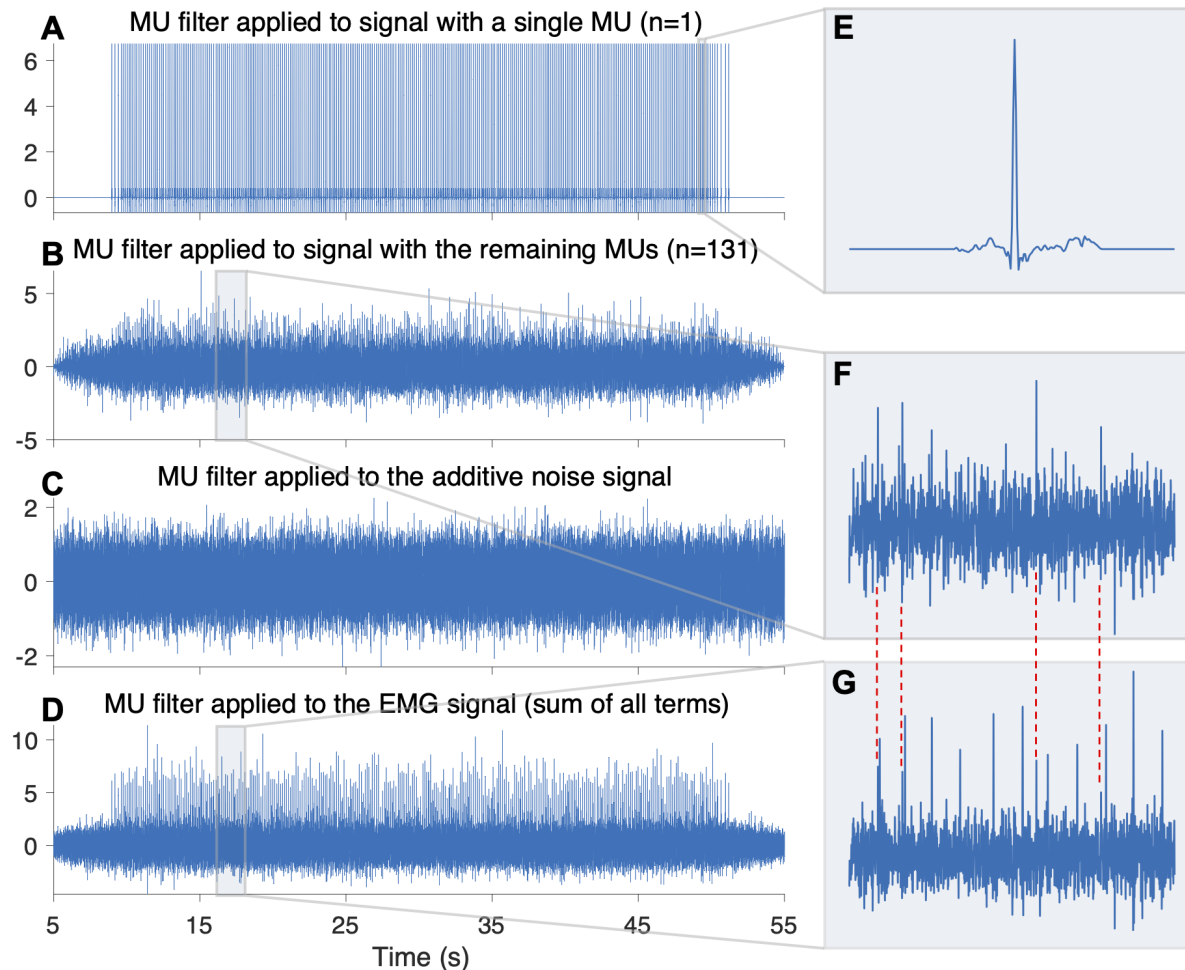 A
MU filter applied to signal with a single MU (n=1)
6
4
2
0
B
MU filter applied to signal with the remaining MUs (n=131)
5
0
-5
C
MU filter applied to the additive noise signal
2
0
-2
D
MU filter applied to the EMG signal (sum of all terms)
10
5
0
5 15 25 35 45 55
Time (s)
E
F
G